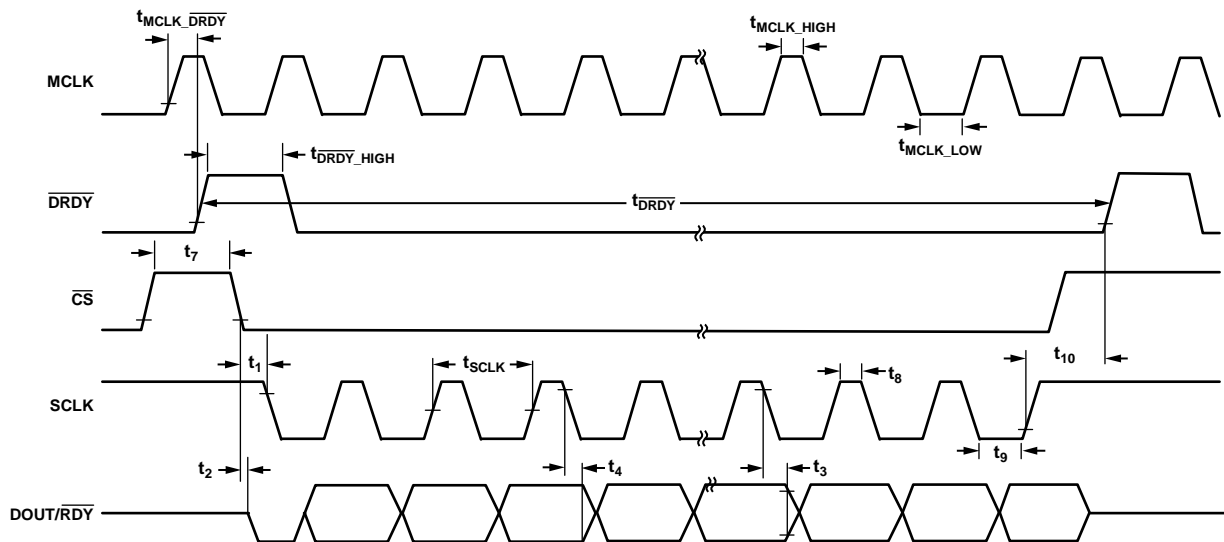 tMCLK_DRDY
tMCLK_HIGH
MCLK
tMCLK_LOW
tDRDY_HIGH
DRDY
tDRDY
t7
CS
t1
tSCLK
t8
t10
SCLK
t2
t4
t3
t9
DOUT/RDY